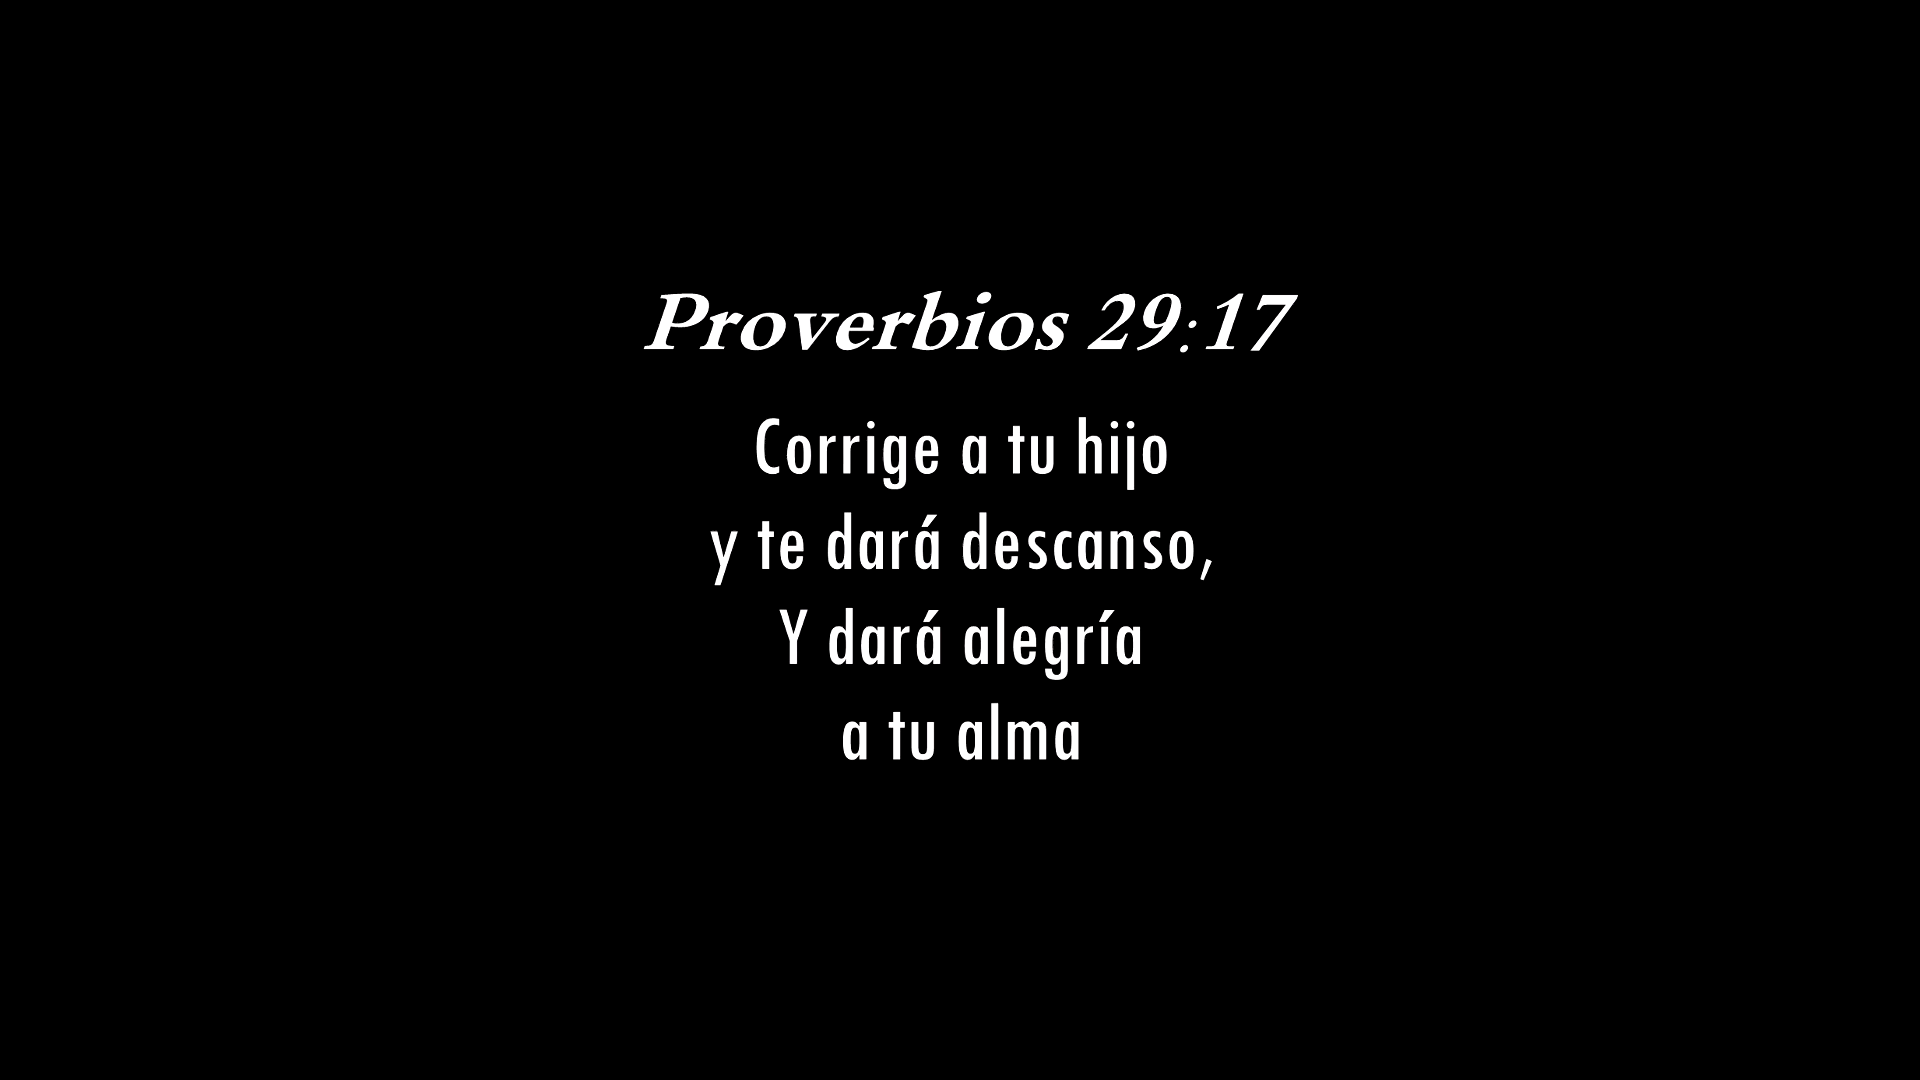 Proverbios 29:17
Corrige a tu hijo
y te dará descanso,
Y dará alegría
a tu alma